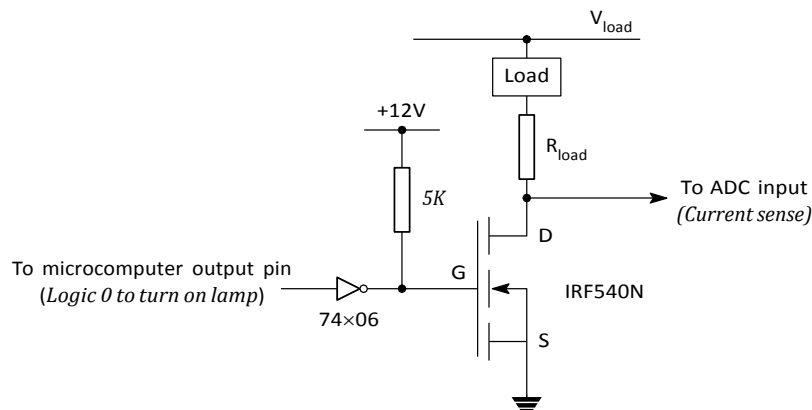 V_load
Load
+12V
R_load
5K
To ADC input
(Current sense)
D
G
To microcomputer output pin
(Logic 0 to turn on lamp)
IRF540N
74×06
S